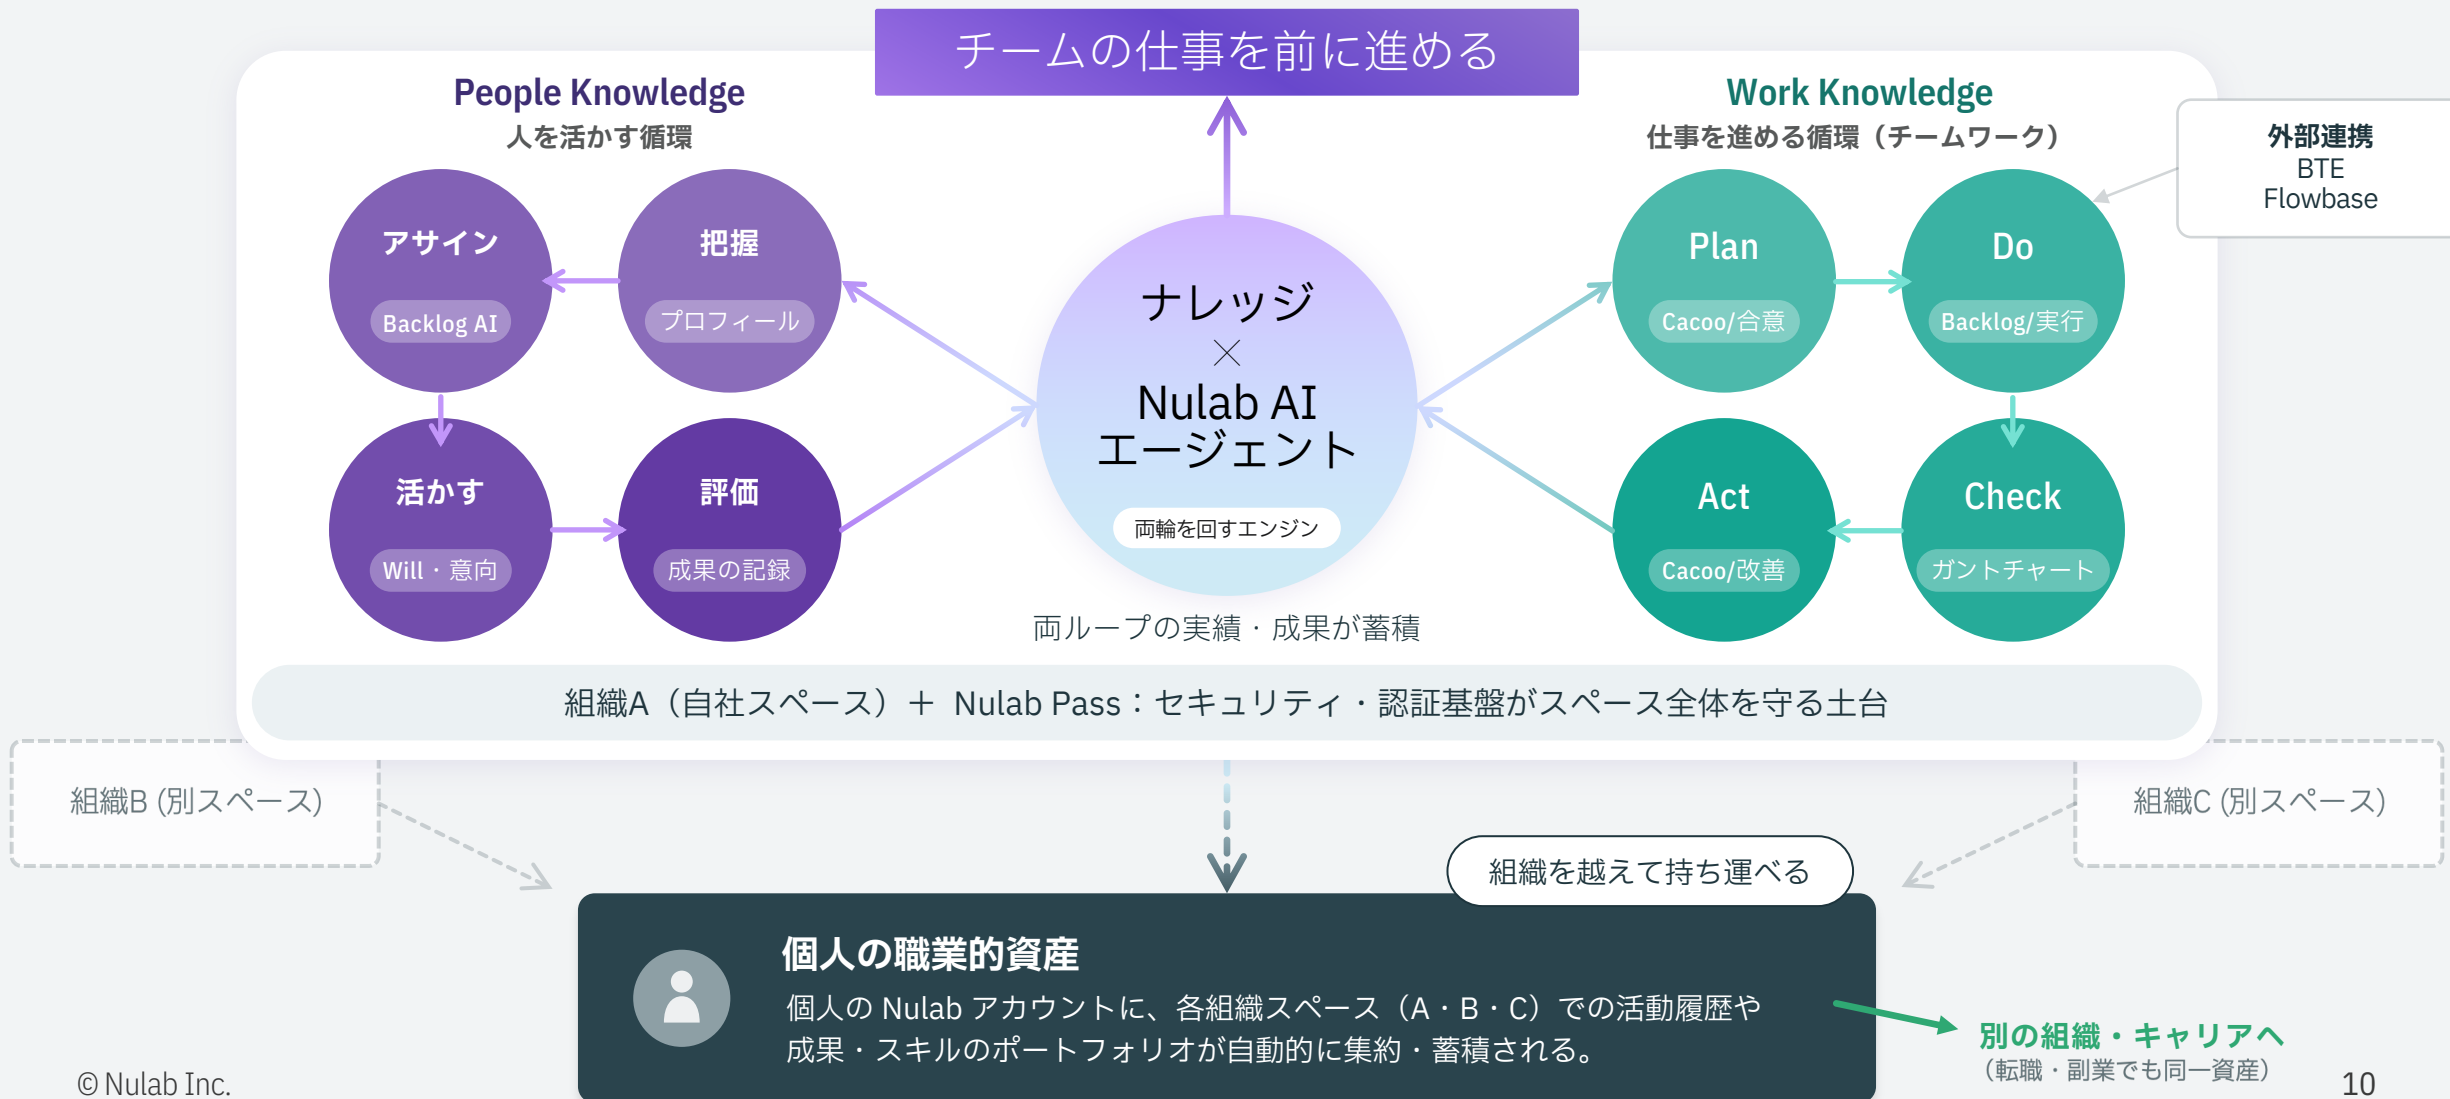 チームの仕事を前に進める
People Knowledge
人を活かす循環
アサイン
Backlog AI
把握
プロフィール
活かす
Will・意向
評価
成果の記録
ナレッジ
×
Nulab AI
エージェント
両輪を回すエンジン
両ループの実績・成果が蓄積
Work Knowledge
仕事を進める循環（チームワーク）
Plan
Cacoo/合意
Do
Backlog/実行
Act
Cacoo/改善
Check
ガントチャート
外部連携
BTE
Flowbase
組織A（自社スペース）＋ Nulab Pass：セキュリティ・認証基盤がスペース全体を守る土台
組織B (別スペース)
組織C (別スペース)
組織を越えて持ち運べる
個人の職業的資産
個人の Nulab アカウントに、各組織スペース（A・B・C）での活動履歴や
成果・スキルのポートフォリオが自動的に集約・蓄積される。
別の組織・キャリアへ
（転職・副業でも同一資産）
© Nulab Inc.
10